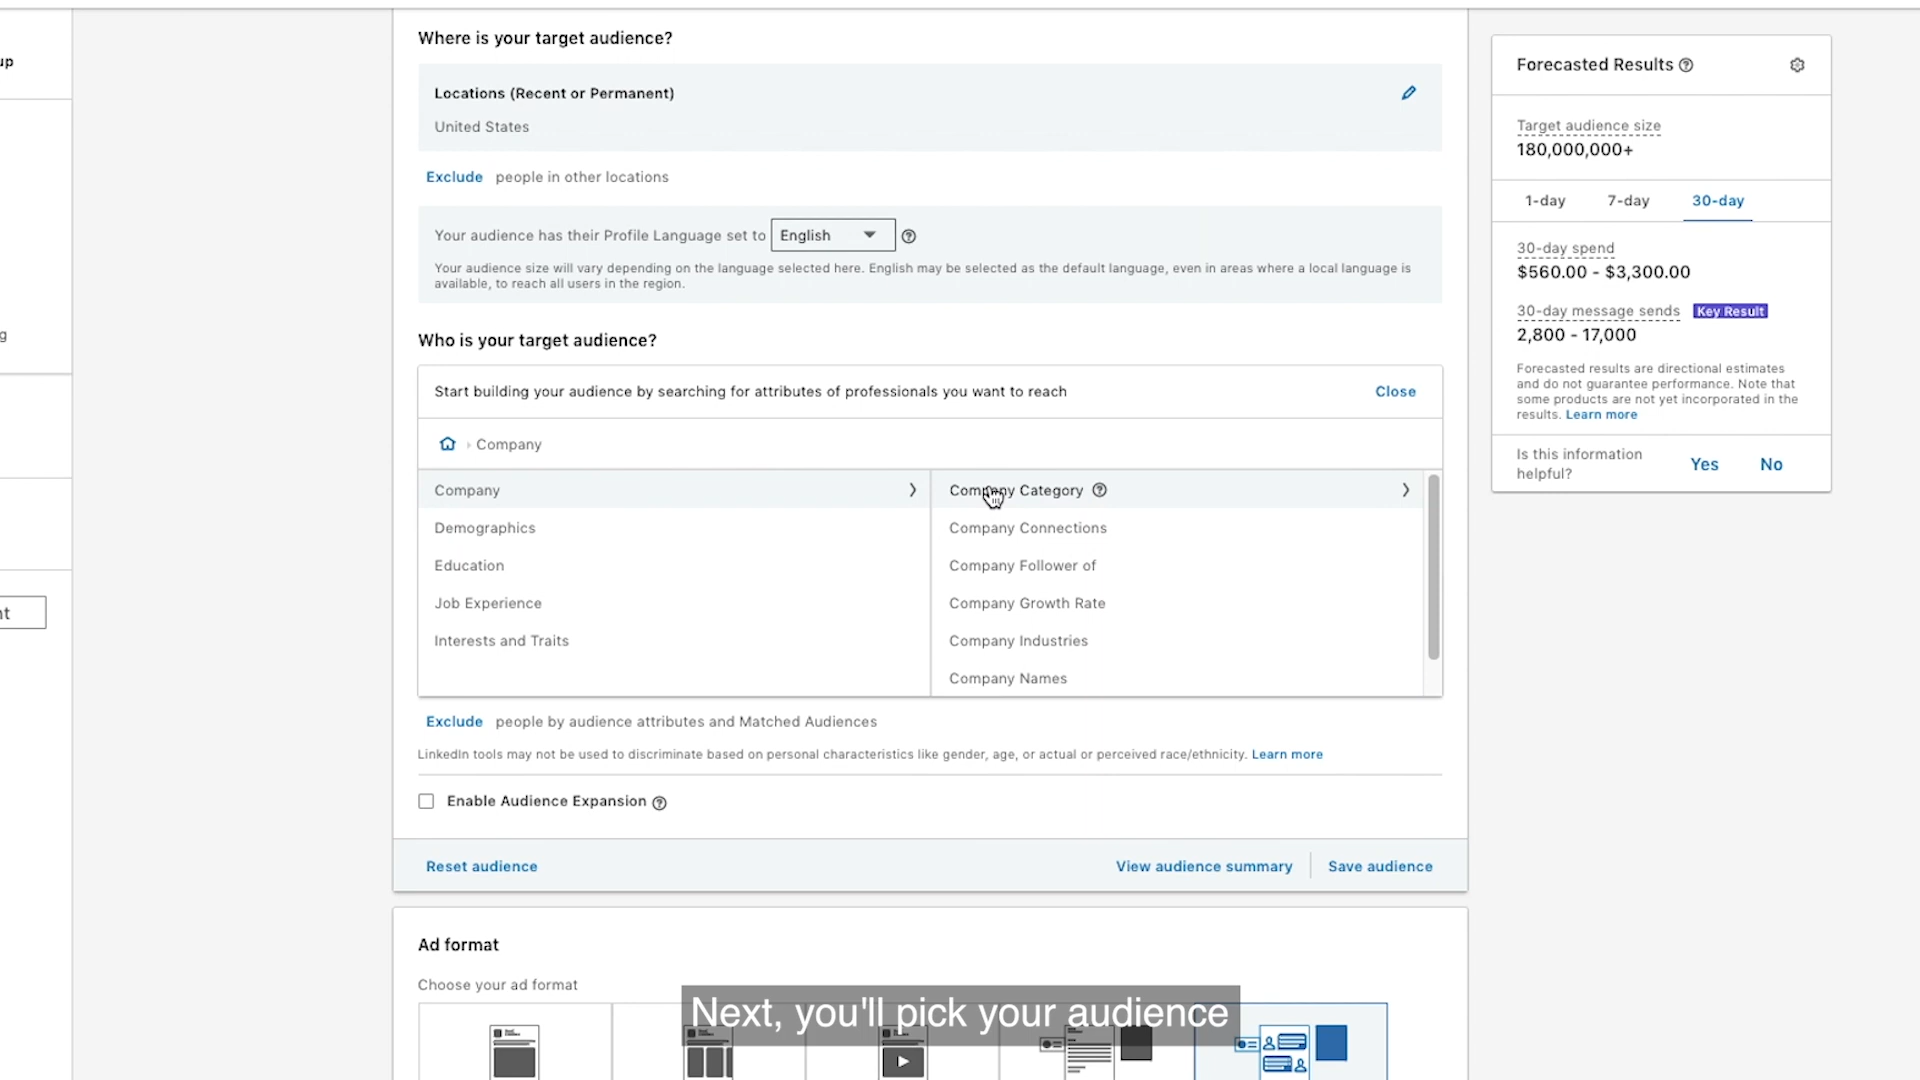 up
g
nt
Where is your target audience?
Locations (Recent or Permanent)
United States
Exclude people in other locations
Your audience has their Profile Language set to English
Your audience size will vary depending on the language selected here. English may be selected as the default language, even in areas where a local language is
available, to reach all users in the region.
Who is your target audience?
Start building your audience by searching for attributes of professionals you want to reach
Close
Company
Company
Demographics
Education
Job Experience
Interests and Traits
Company Category
Company Connections
Company Follower of
Company Growth Rate
Company Industries
Company Names
Exclude people by audience attributes and Matched Audiences
LinkedIn tools may not be used to discriminate based on personal characteristics like gender, age, or actual or perceived race/ethnicity. Learn more
Enable Audience Expansion
Reset audience
View audience summary
Save audience
Ad format
Choose your ad format
Next, you'll pick your audience
Forecasted Results
Target audience size
180,000,000+
1-day 7-day 30-day
30-day spend
$560.00 - $3,300.00
30-day message sends Key Result
2,800 - 17,000
Forecasted results are directional estimates
and do not guarantee performance. Note that
some products are not yet incorporated in the
results. Learn more
Is this information
helpful?
Yes No